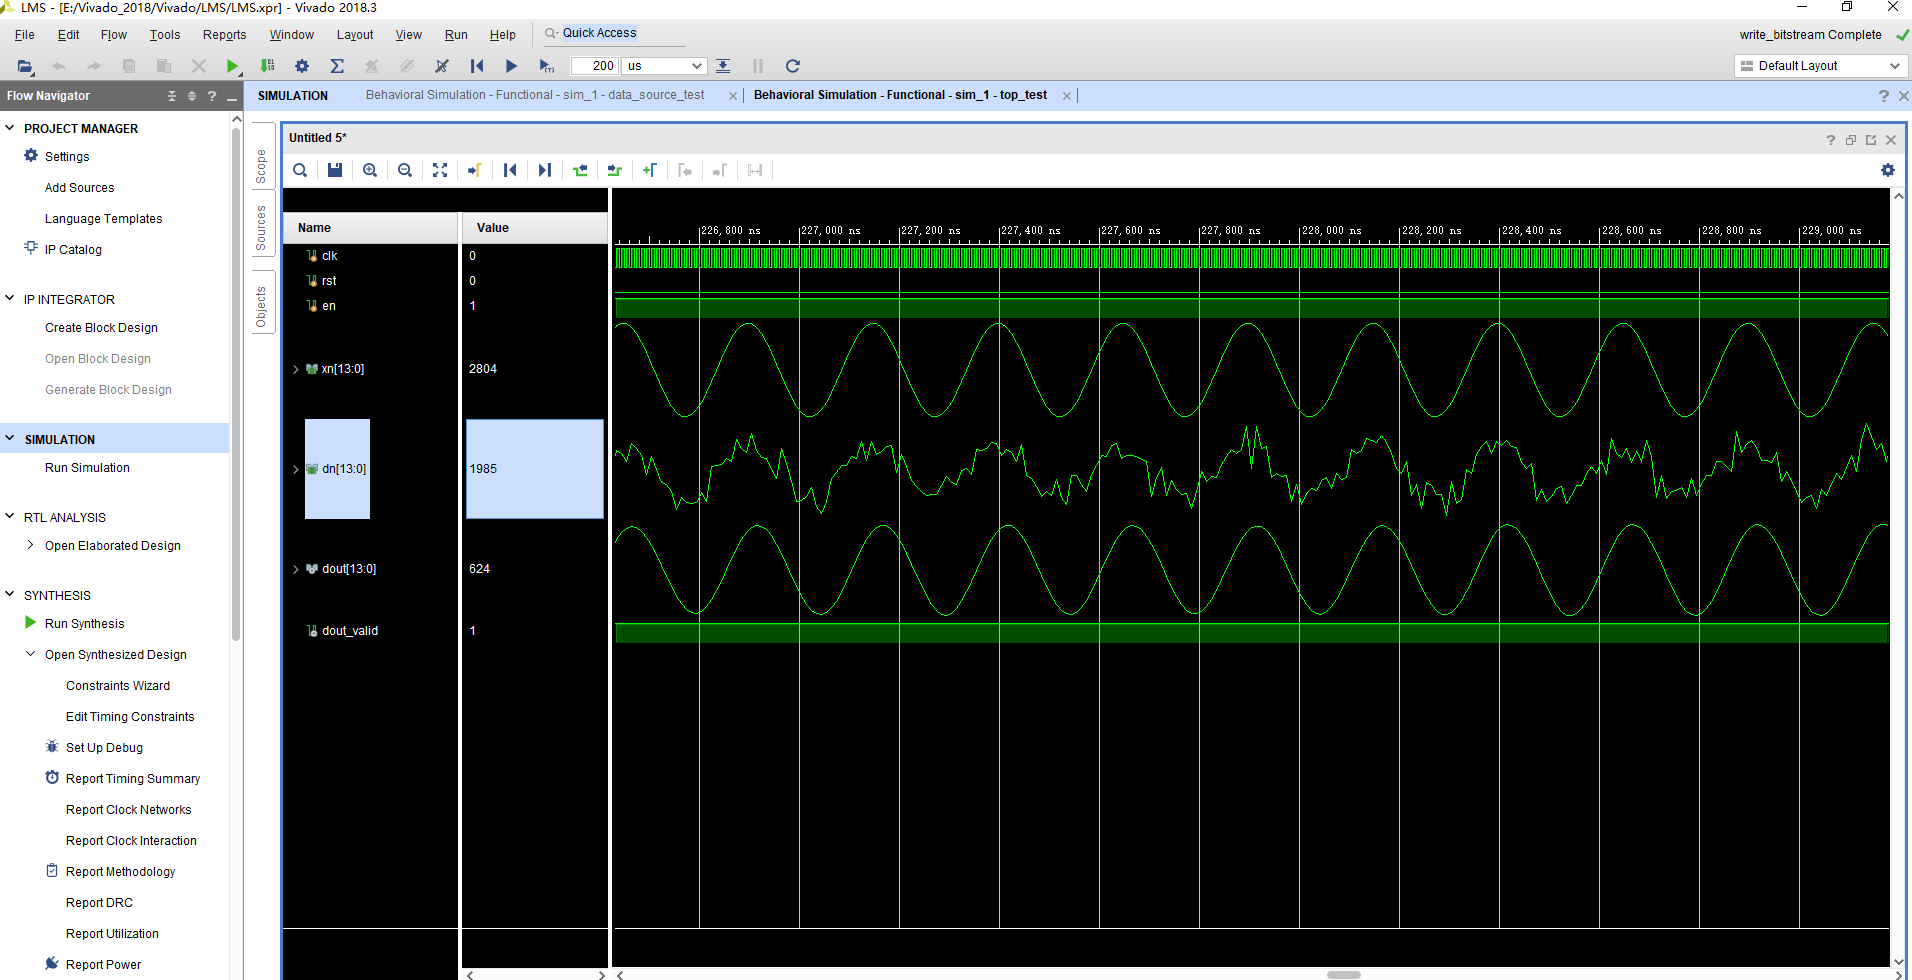 LMS - [E:/Vivado_2018/Vivado/LMS/LMS.xpr] - Vivado 2018.3
File Edit Flow Tools Reports Window Layout View Run Help Quick Access
write_bitstream Complete
200 us
Default Layout
Flow Navigator
SIMULATION
Behavioral Simulation - Functional - sim_1 - data_source_test
Behavioral Simulation - Functional - sim_1 - top_test
PROJECT MANAGER
Settings
Add Sources
Language Templates
IP Catalog
IP INTEGRATOR
Create Block Design
Open Block Design
Generate Block Design
SIMULATION
Run Simulation
RTL ANALYSIS
Open Elaborated Design
SYNTHESIS
Run Synthesis
Open Synthesized Design
Constraints Wizard
Edit Timing Constraints
Set Up Debug
Report Timing Summary
Report Clock Networks
Report Clock Interaction
Report Methodology
Report DRC
Report Utilization
Report Power
Scope
Sources
Objects
Untitled 5*
Name Value
226,800 ns 227,000 ns 227,200 ns 227,400 ns 227,600 ns 227,800 ns 228,000 ns 228,200 ns 228,400 ns 228,600 ns 228,800 ns 229,000 ns
clk 0
rst 0
en 1
xn[13:0] 2804
dn[13:0] 1985
dout[13:0] 624
dout_valid 1